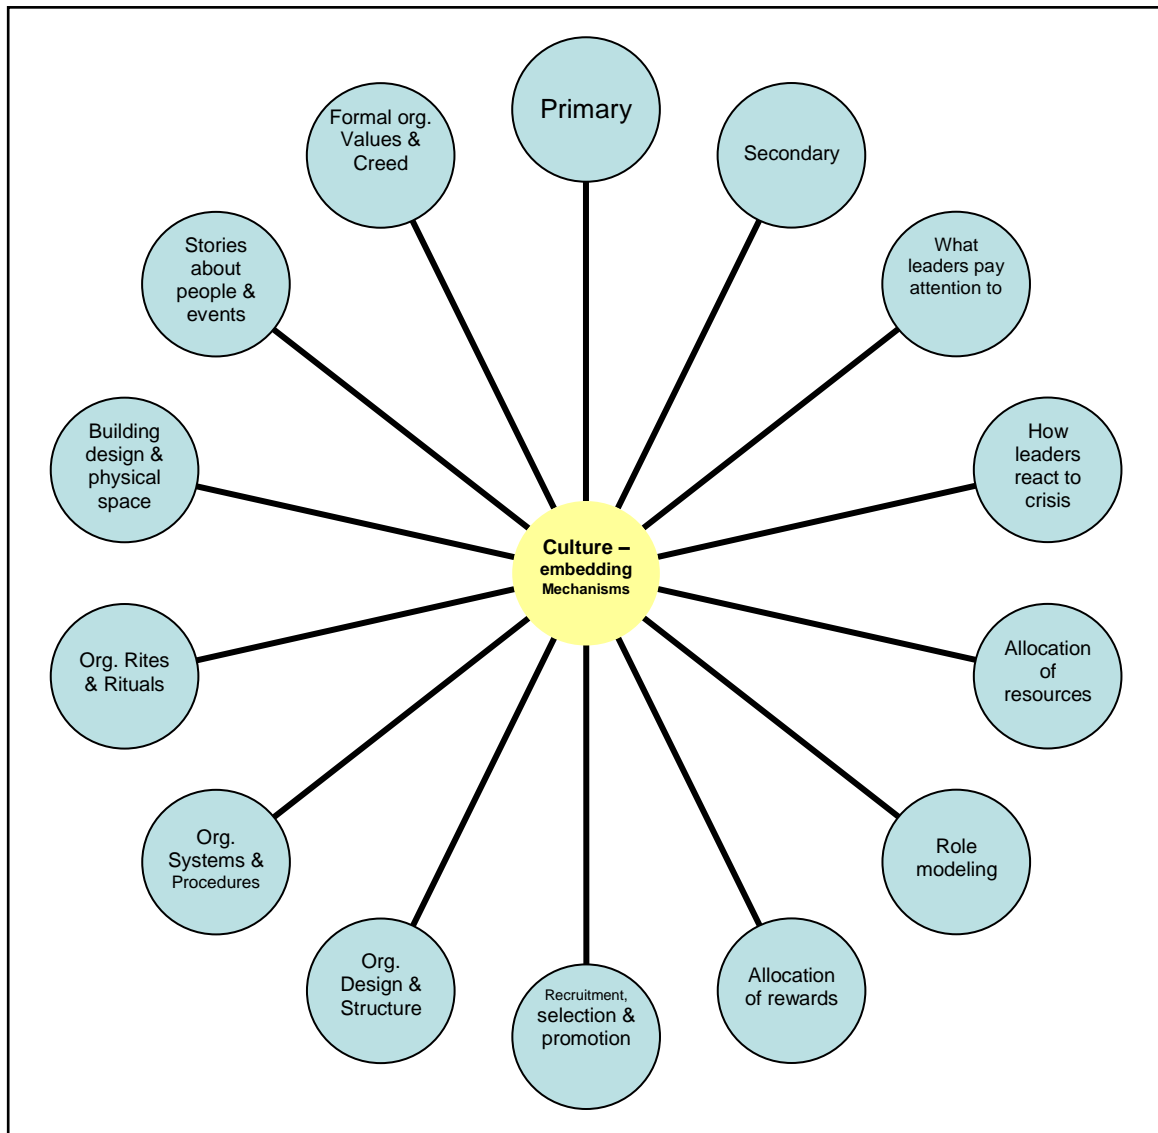 Primary
Secondary
What
leaders pay
attention to
How
leaders
react to
crisis
Allocation
of
resources
Role
modeling
Allocation
of rewards
Recruitment,
selection &
promotion
Org.
Design &
Structure
Org.
Systems &
Procedures
Org. Rites
& Rituals
Building
design &
physical
space
Stories
about
people &
events
Formal org.
Values &
Creed
Culture –
embedding
Mechanisms